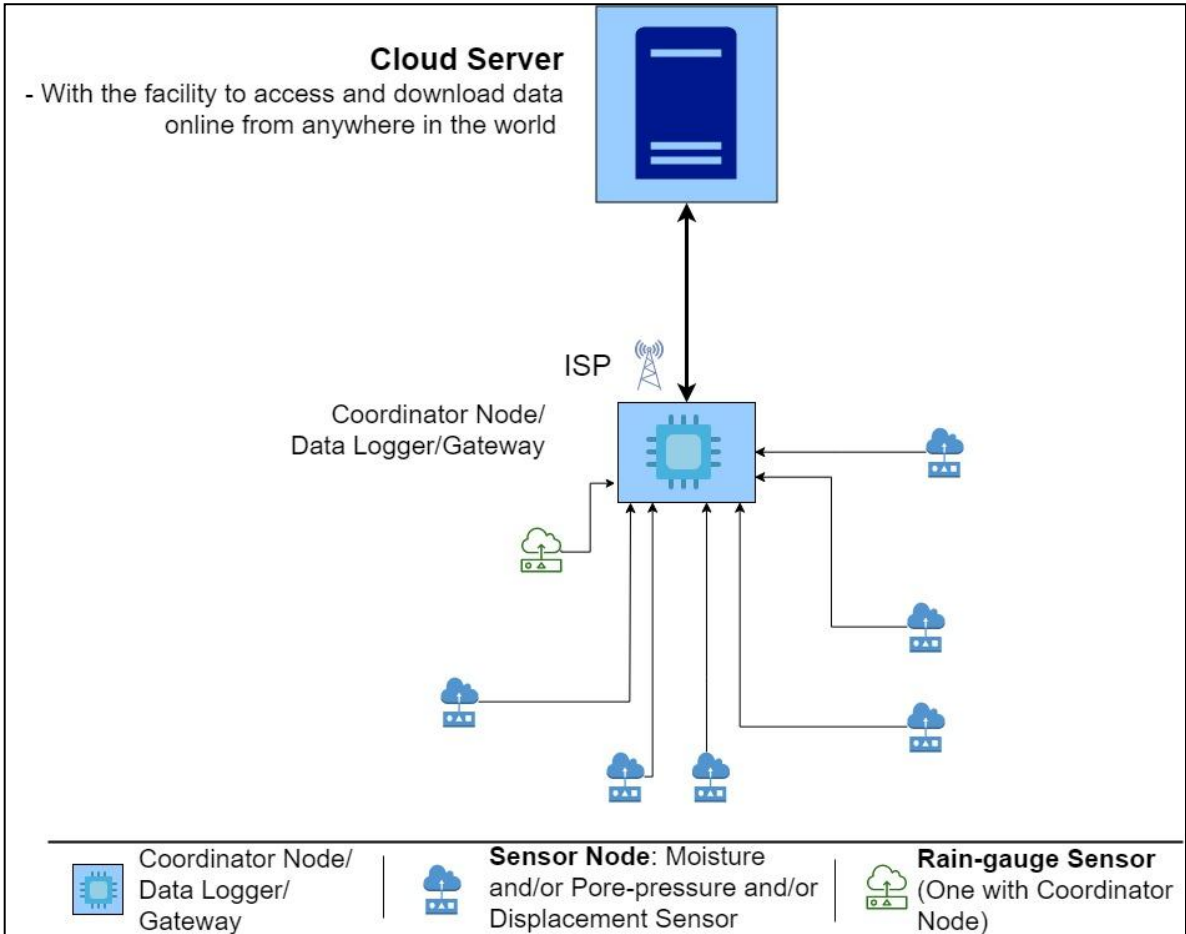 Cloud Server
- With the facility to access and download data
online from anywhere in the world
ISP
Coordinator Node/
Data Logger/Gateway
Coordinator Node/
Data Logger/
Gateway
Sensor Node: Moisture
and/or Pore-pressure and/or
Displacement Sensor
Rain-gauge Sensor
(One with Coordinator
Node)